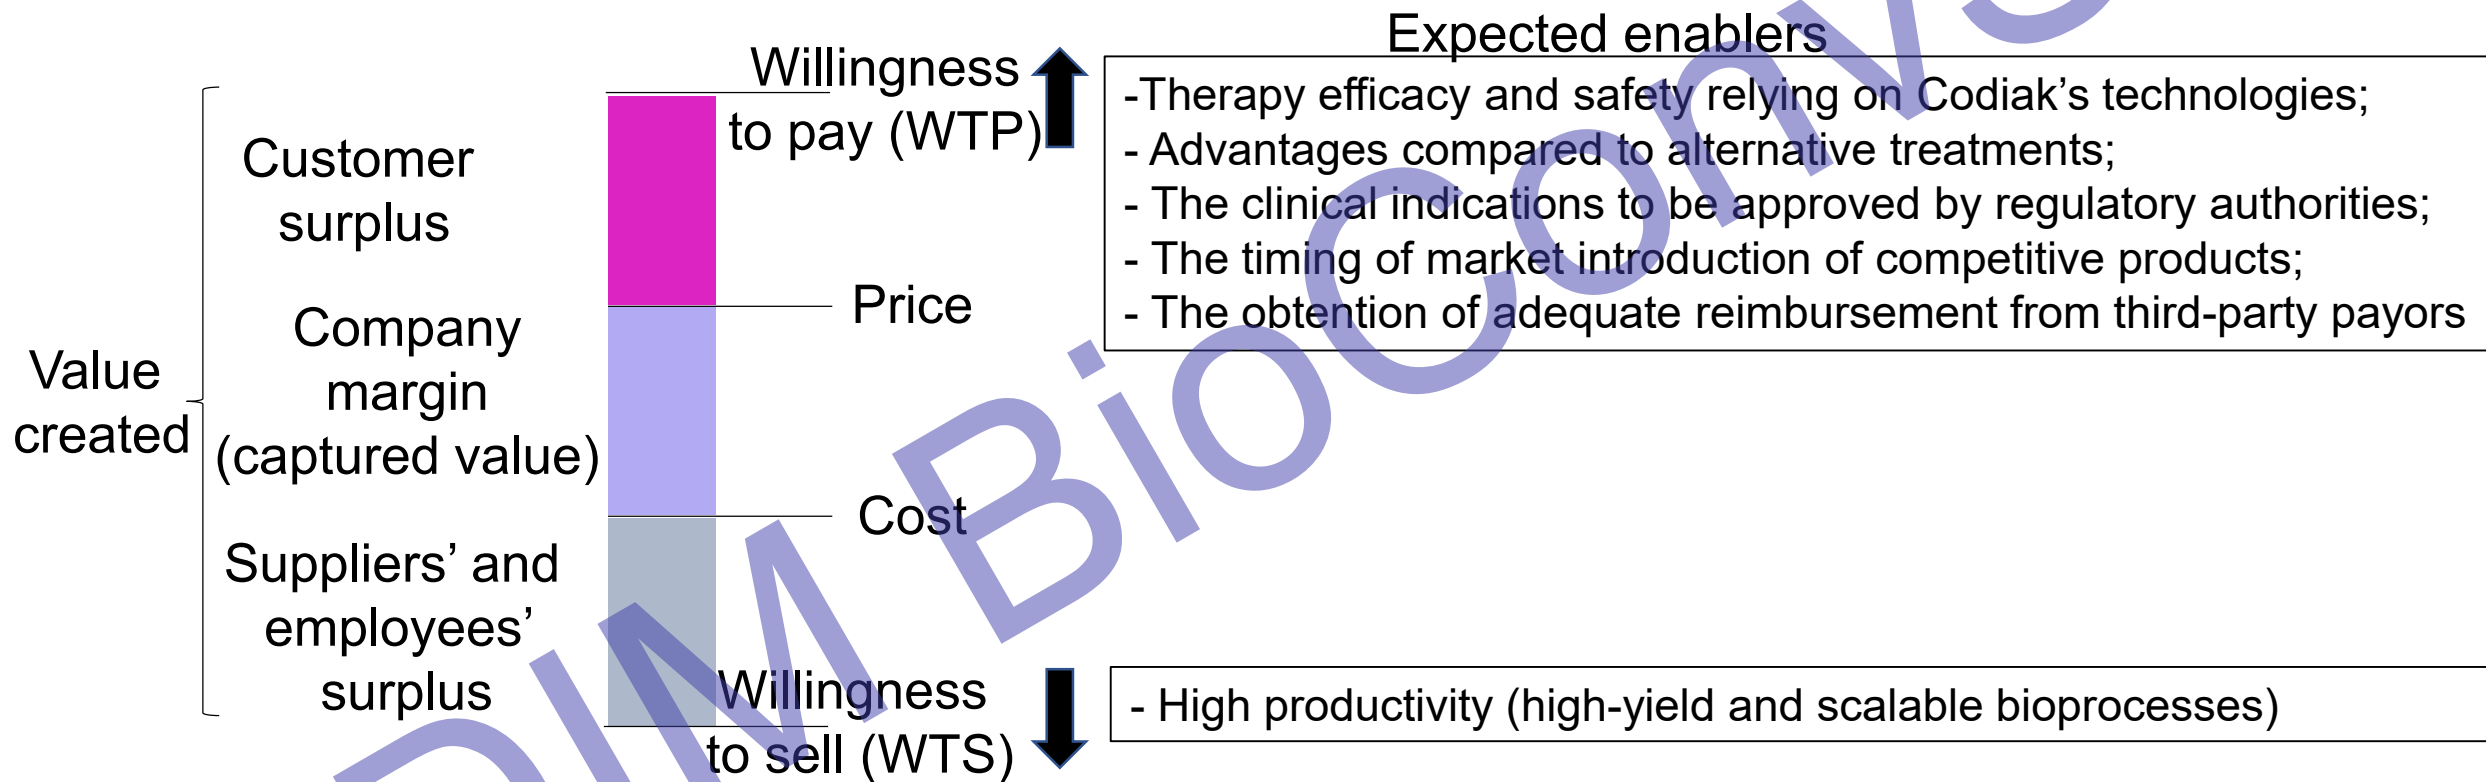 Expected enablers
Willingness
to pay (WTP)
-Therapy efficacy and safety relying on Codiak’s technologies;
- Advantages compared to alternative treatments;
- The clinical indications to be approved by regulatory authorities;
- The timing of market introduction of competitive products;
- The obtention of adequate reimbursement from third-party payors
Customer
surplus
Price
Company
margin
(captured value)
Value
created
Cost
Suppliers’ and
employees’
surplus
Willingness
to sell (WTS)
- High productivity (high-yield and scalable bioprocesses)
DIM BioConvS